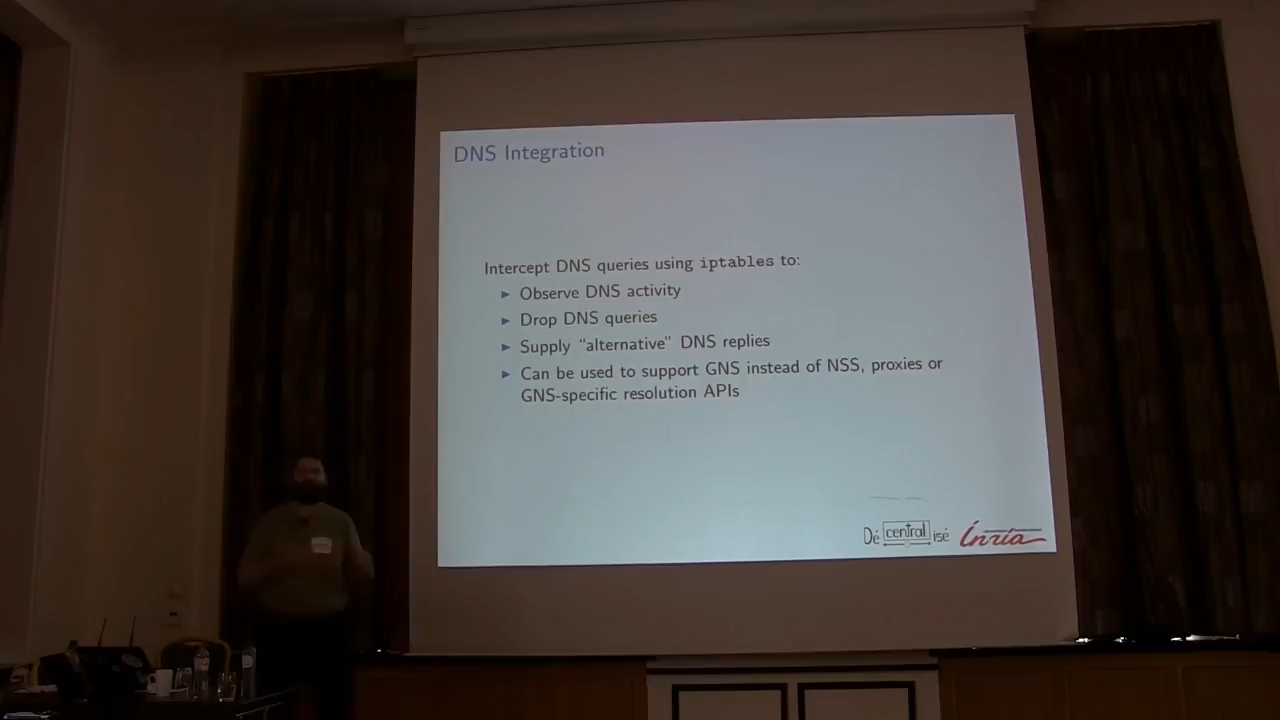 DNS Integration
Intercept DNS queries using iptables to:
► Observe DNS activity
► Drop DNS queries
► Supply “alternative” DNS replies
► Can be used to support GNS instead of NSS, proxies or
GNS-specific resolution APIs
Dé central isé Inria